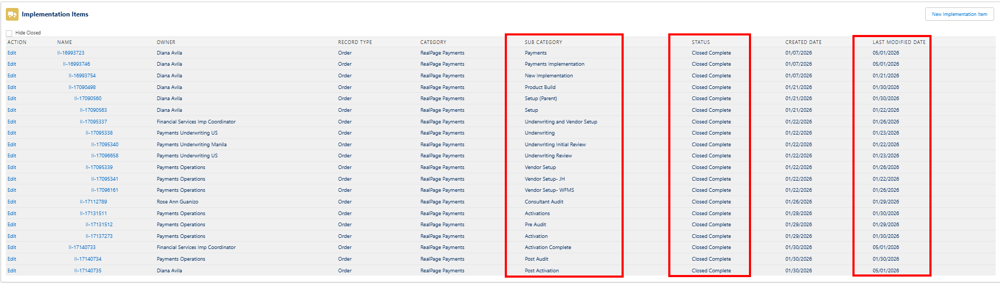 Implementation Items
New Implementation Item
Hide Closed
ACTION NAME OWNER RECORD TYPE CATEGORY SUB CATEGORY STATUS CREATED DATE LAST MODIFIED DATE
Edit II-16993723 Diana Avila Order RealPage Payments Payments Closed Complete 01/07/2026 05/01/2026
Edit II-16993746 Diana Avila Order RealPage Payments Payments Implementation Closed Complete 01/07/2026 05/01/2026
Edit II-16993754 Diana Avila Order RealPage Payments New Implementation Closed Complete 01/07/2026 01/21/2026
Edit II-17090498 Diana Avila Order RealPage Payments Product Build Closed Complete 01/21/2026 01/30/2026
Edit II-17090560 Diana Avila Order RealPage Payments Setup (Parent) Closed Complete 01/21/2026 01/30/2026
Edit II-17090563 Diana Avila Order RealPage Payments Setup Closed Complete 01/21/2026 01/22/2026
Edit II-17095337 Financial Services Imp Coordinator Order RealPage Payments Underwriting and Vendor Setup Closed Complete 01/22/2026 01/26/2026
Edit II-17095338 Payments Underwriting US Order RealPage Payments Underwriting Closed Complete 01/22/2026 01/23/2026
Edit II-17095340 Payments Underwriting Manila Order RealPage Payments Underwriting Initial Review Closed Complete 01/22/2026 01/22/2026
Edit II-17096658 Payments Underwriting US Order RealPage Payments Underwriting Review Closed Complete 01/22/2026 01/23/2026
Edit II-17095339 Payments Operations Order RealPage Payments Vendor Setup Closed Complete 01/22/2026 01/26/2026
Edit II-17095341 Payments Operations Order RealPage Payments Vendor Setup- JH Closed Complete 01/22/2026 01/22/2026
Edit II-17096161 Payments Operations Order RealPage Payments Vendor Setup- WFMS Closed Complete 01/22/2026 01/26/2026
Edit II-17112789 Rose Ann Guanizo Order RealPage Payments Consultant Audit Closed Complete 01/26/2026 01/29/2026
Edit II-17131511 Payments Operations Order RealPage Payments Activations Closed Complete 01/29/2026 01/30/2026
Edit II-17131512 Payments Operations Order RealPage Payments Pre Audit Closed Complete 01/29/2026 01/29/2026
Edit II-17137273 Payments Operations Order RealPage Payments Activation Closed Complete 01/29/2026 01/30/2026
Edit II-17140733 Financial Services Imp Coordinator Order RealPage Payments Activation Complete Closed Complete 01/30/2026 05/01/2026
Edit II-17140734 Payments Operations Order RealPage Payments Post Audit Closed Complete 01/30/2026 01/30/2026
Edit II-17140735 Diana Avila Order RealPage Payments Post Activation Closed Complete 01/30/2026 05/01/2026